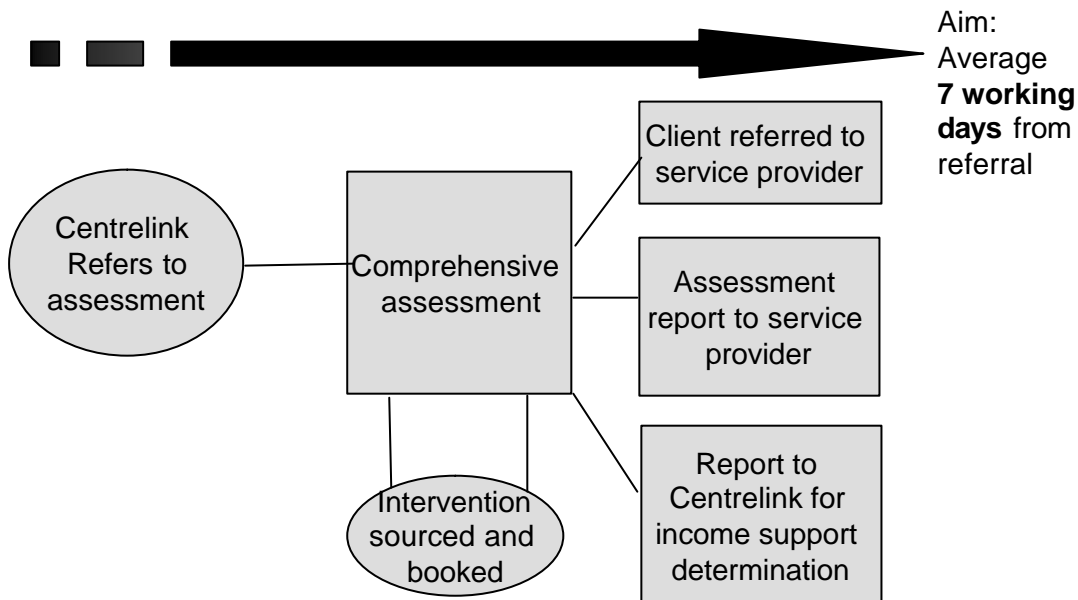 Aim:
Average
7 working
days from
referral
Client referred to
service provider
Centrelink
Refers to
assessment
Comprehensive
assessment
Assessment
report to service
provider
Intervention
sourced and
booked
Report to
Centrelink for
income support
determination